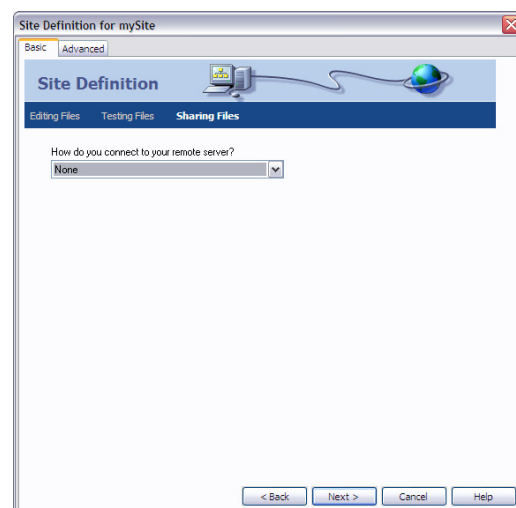 Site Definition for mySite
Basic Advanced
Site Definition
Editing Files Testing Files Sharing Files
How do you connect to your remote server?
None
< Back Next > Cancel Help